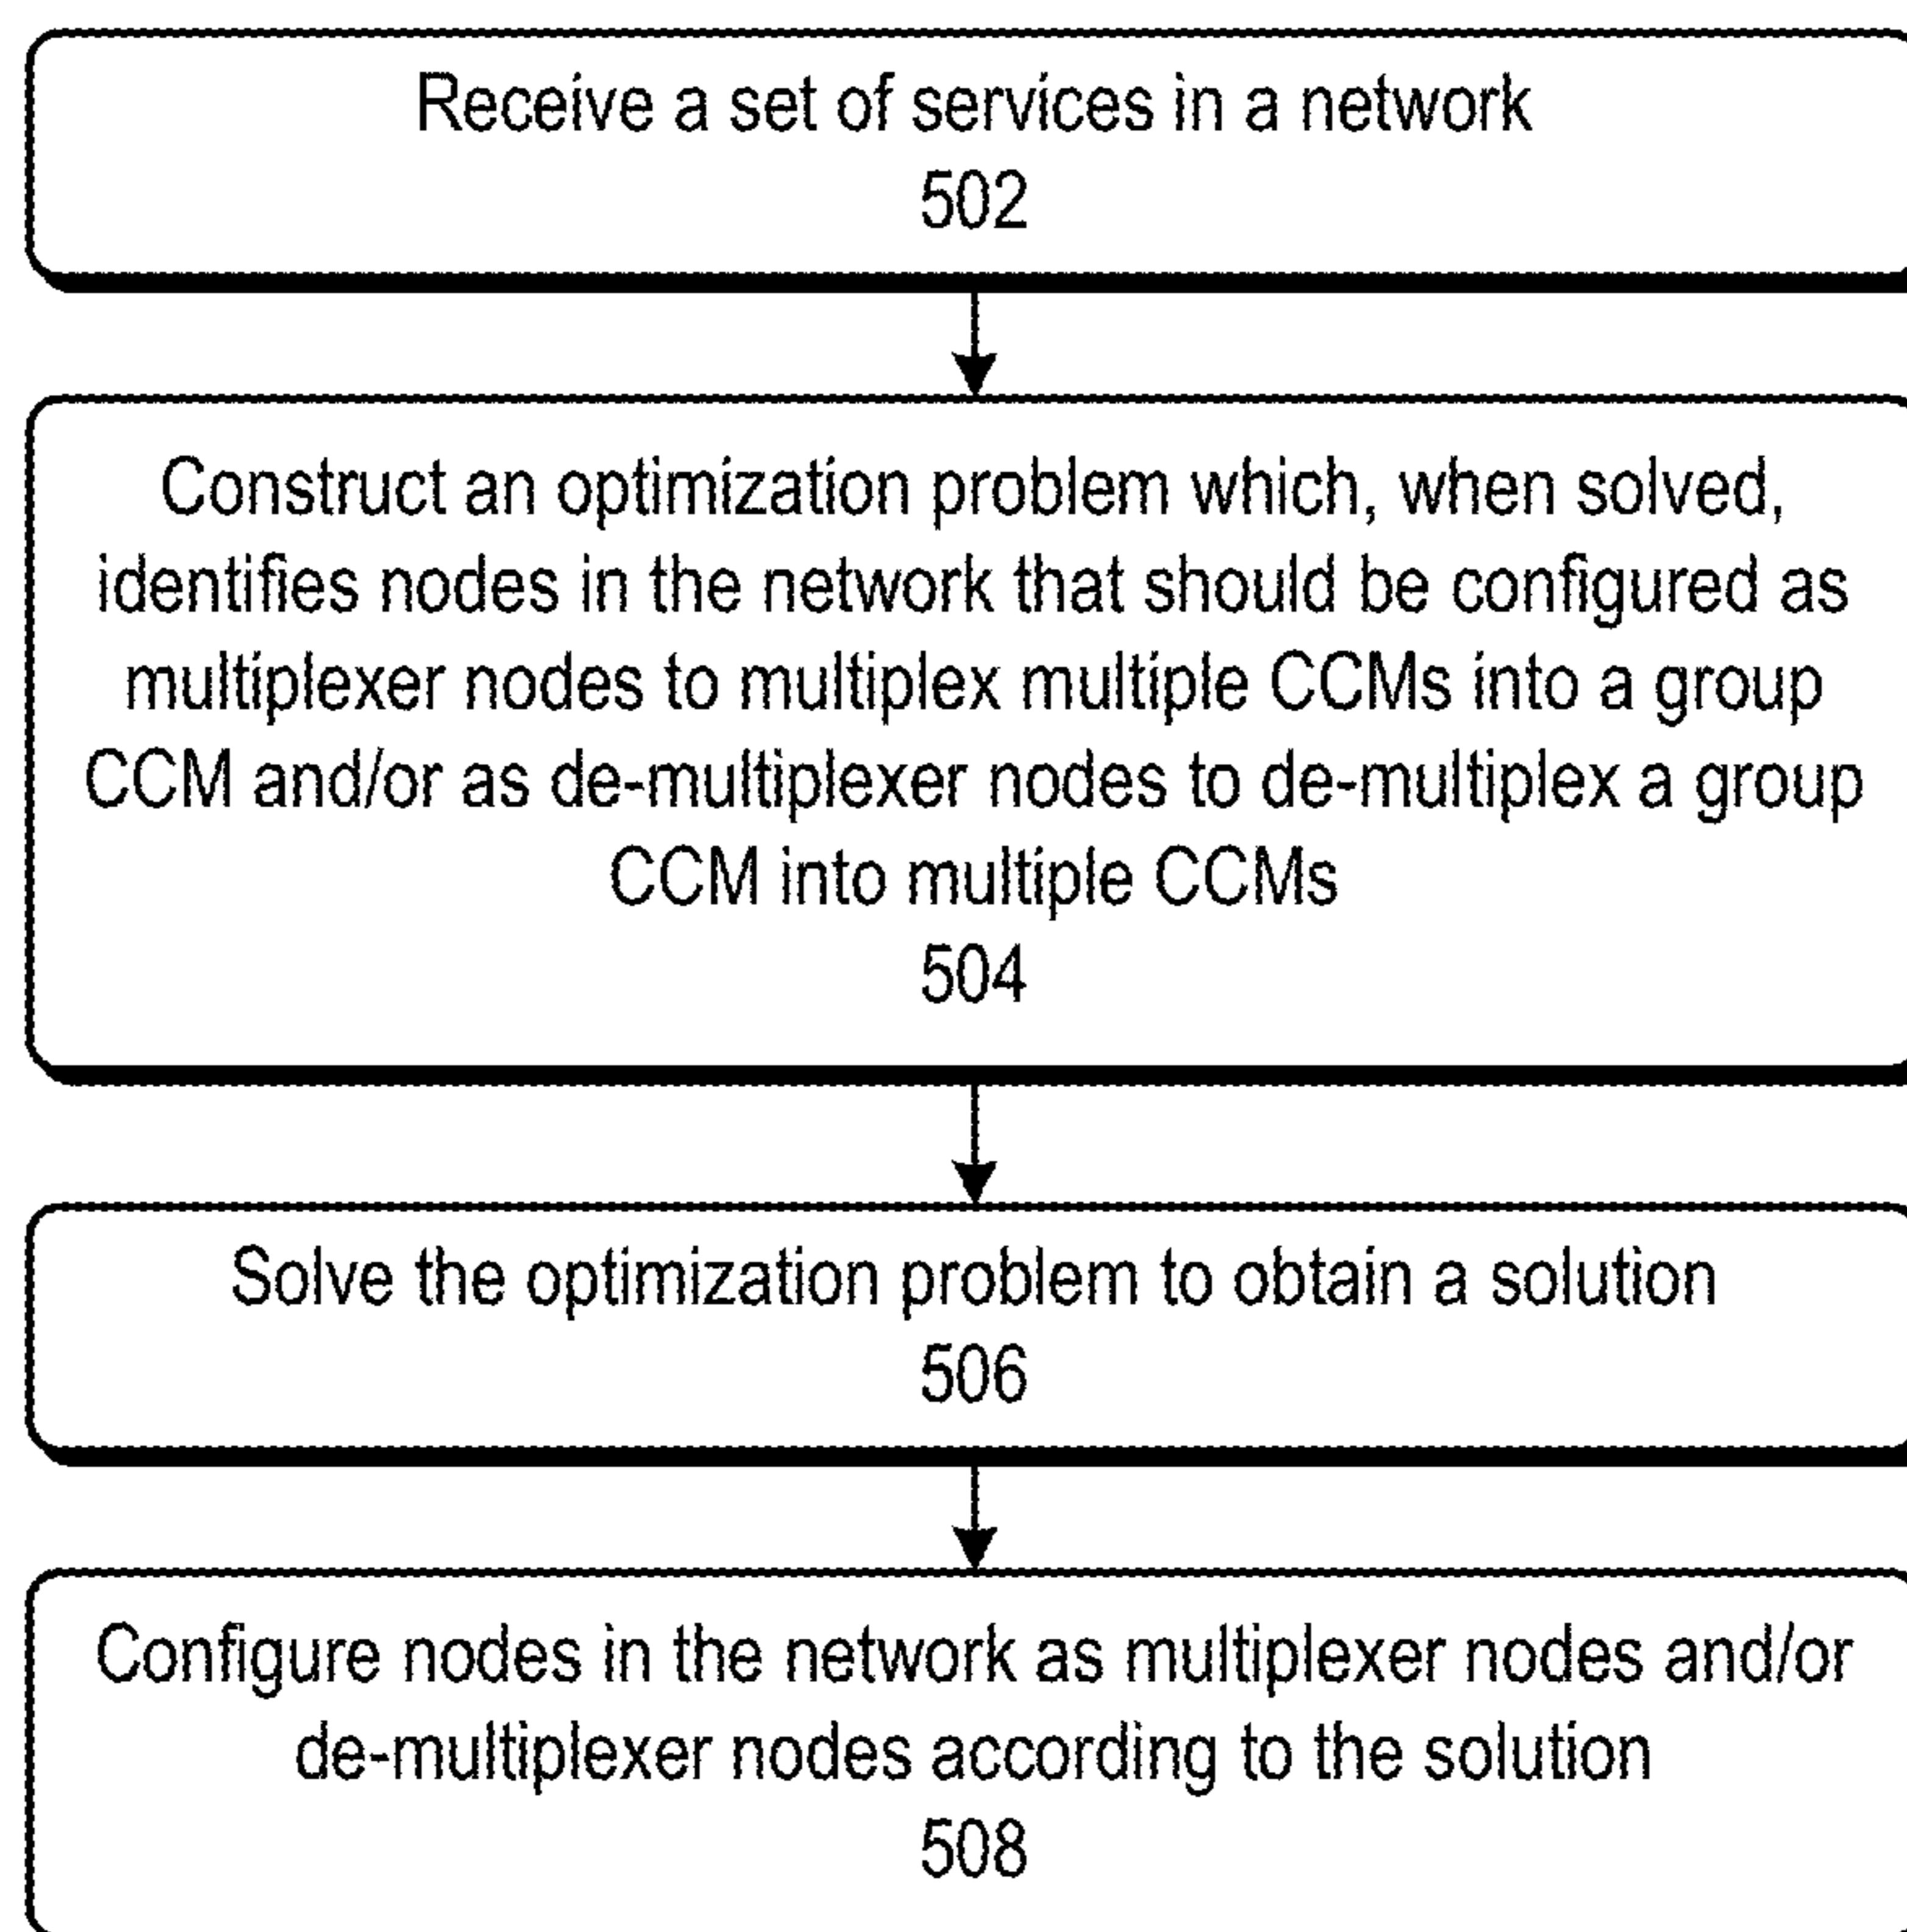 Receive a set of services in a network
502
Construct an optimization problem which, when solved,
identifies nodes in the network that should be configured as
multiplexer nodes to multiplex multiple CCMs into a group
CCM and/or as de-multiplexer nodes to de-multiplex a group
CCM into multiple CCMs
504
Solve the optimization problem to obtain a solution
506
Configure nodes in the network as multiplexer nodes and/or
de-multiplexer nodes according to the solution
508